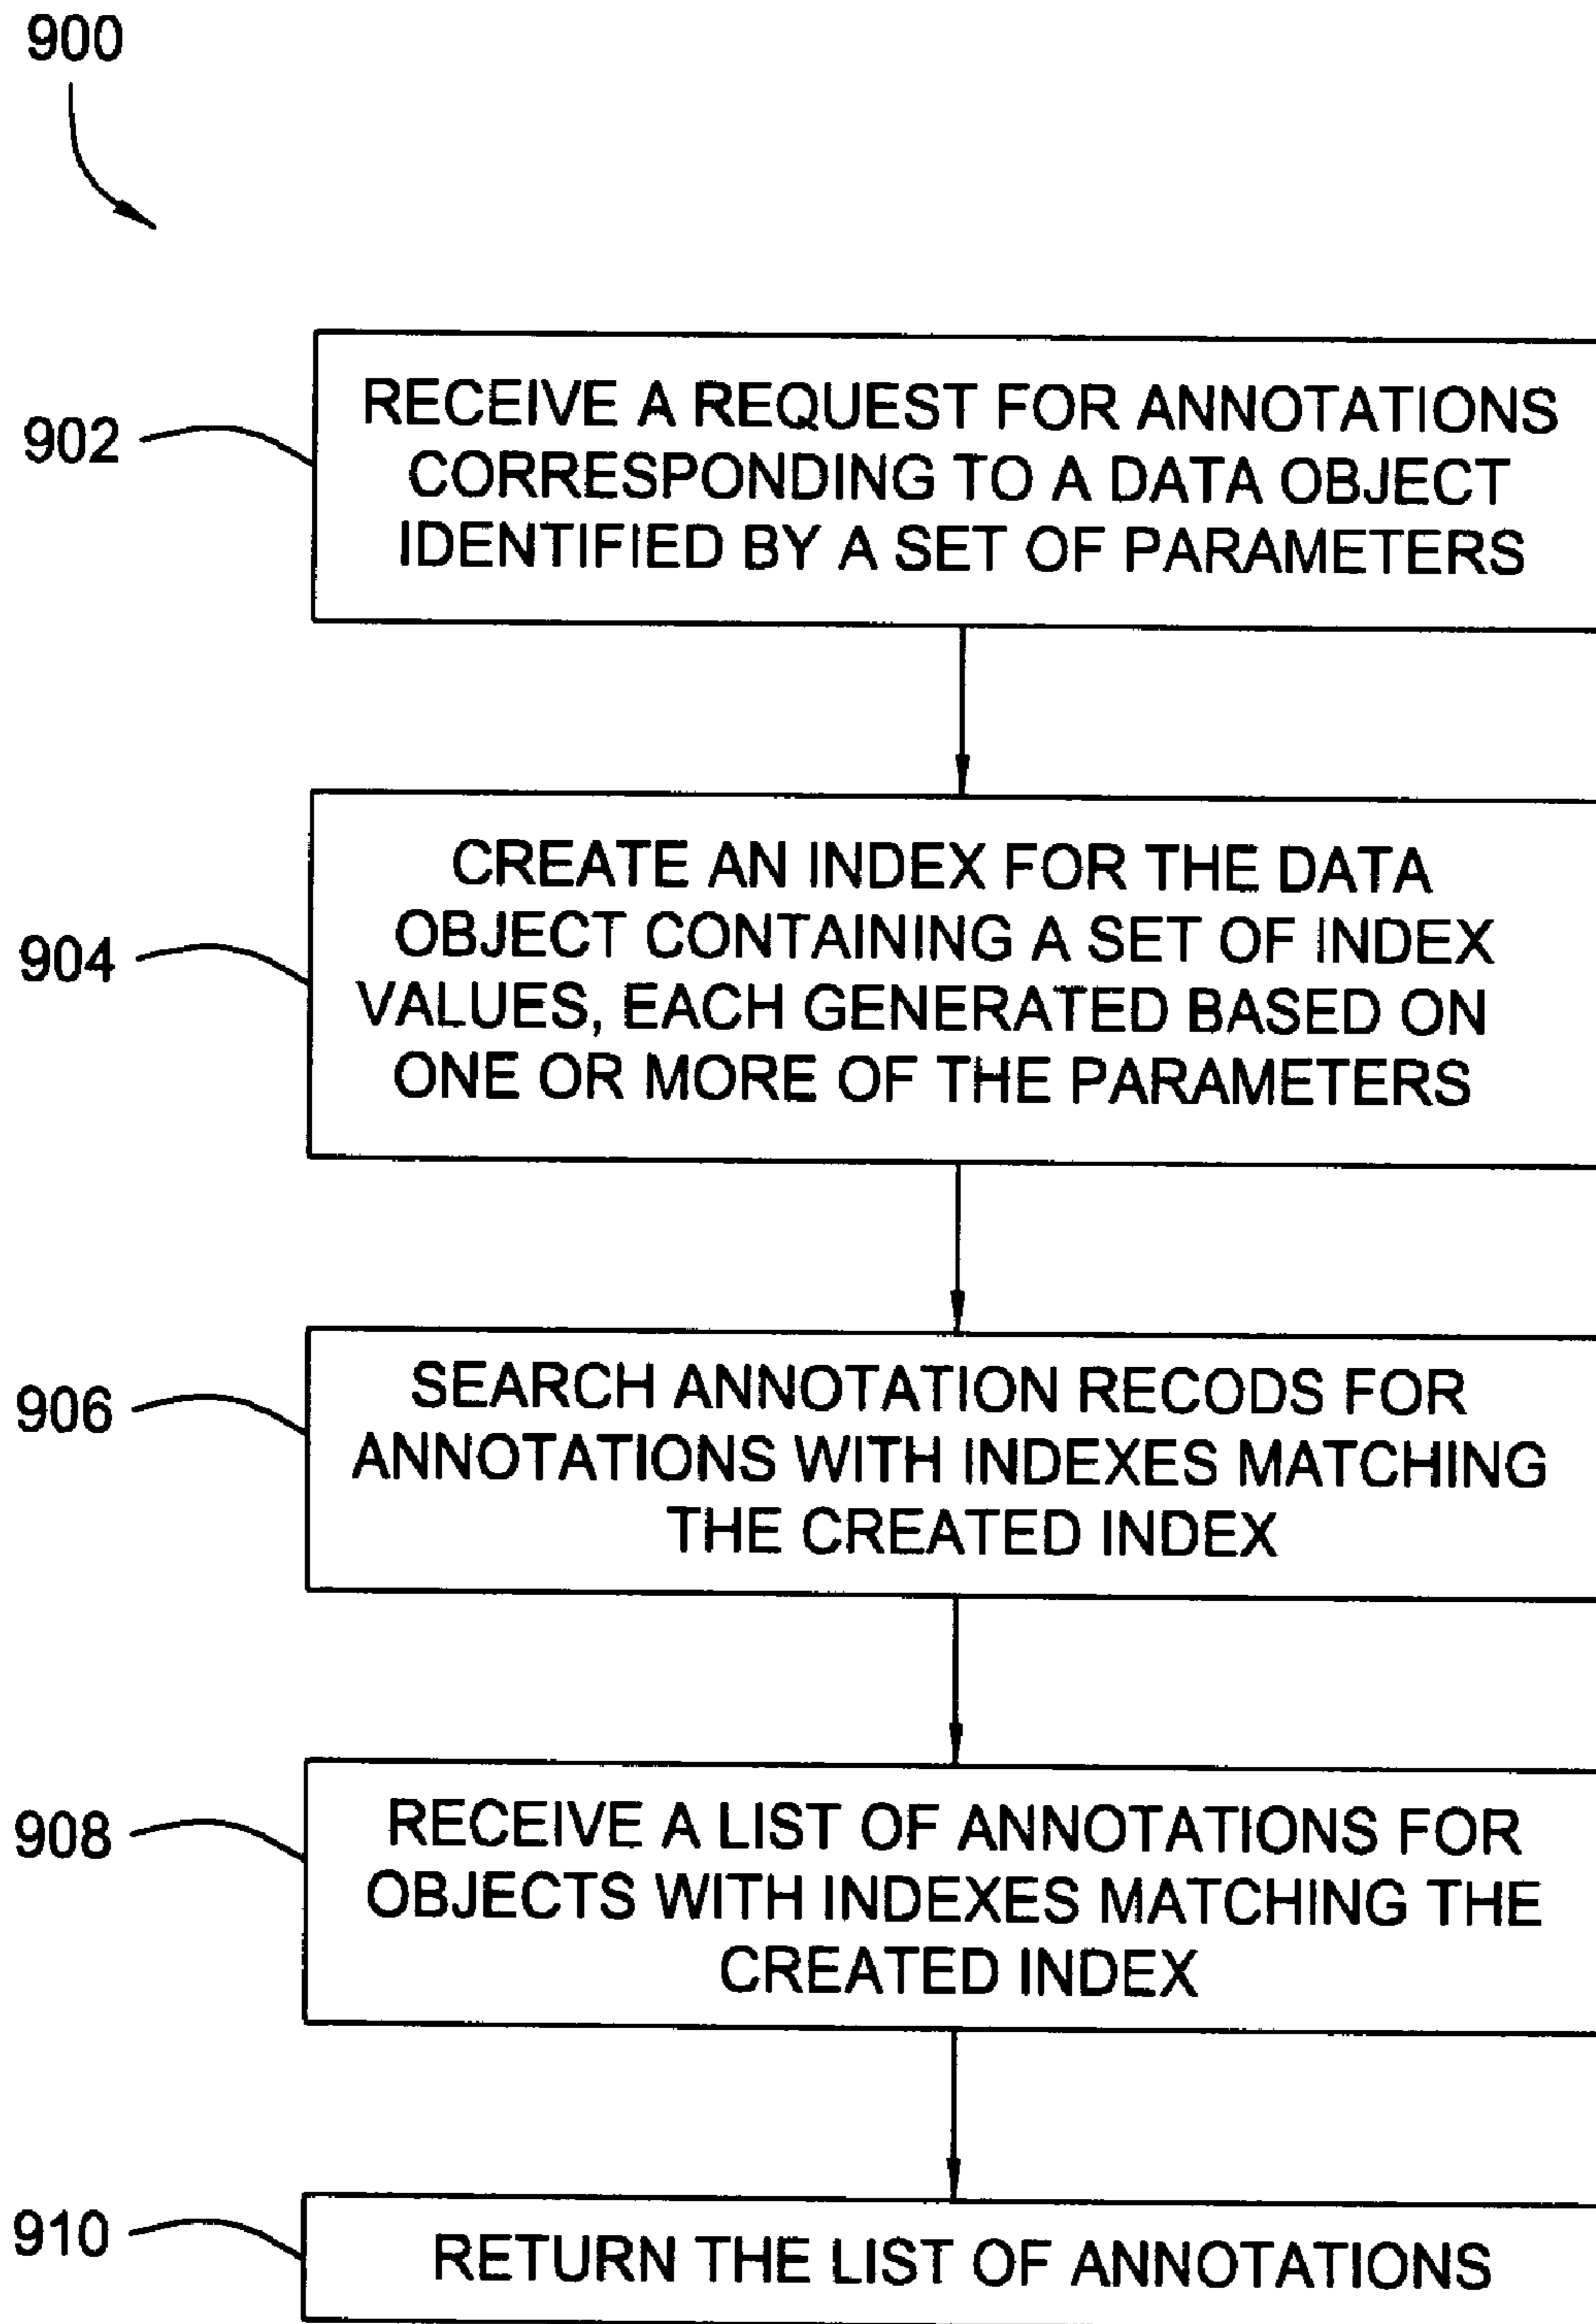 900
902
RECEIVE A REQUEST FOR ANNOTATIONS
CORRESPONDING TO A DATA OBJECT
IDENTIFIED BY A SET OF PARAMETERS
904
CREATE AN INDEX FOR THE DATA
OBJECT CONTAINING A SET OF INDEX
VALUES, EACH GENERATED BASED ON
ONE OR MORE OF THE PARAMETERS
906
SEARCH ANNOTATION RECODS FOR
ANNOTATIONS WITH INDEXES MATCHING
THE CREATED INDEX
908
RECEIVE A LIST OF ANNOTATIONS FOR
OBJECTS WITH INDEXES MATCHING THE
CREATED INDEX
910
RETURN THE LIST OF ANNOTATIONS